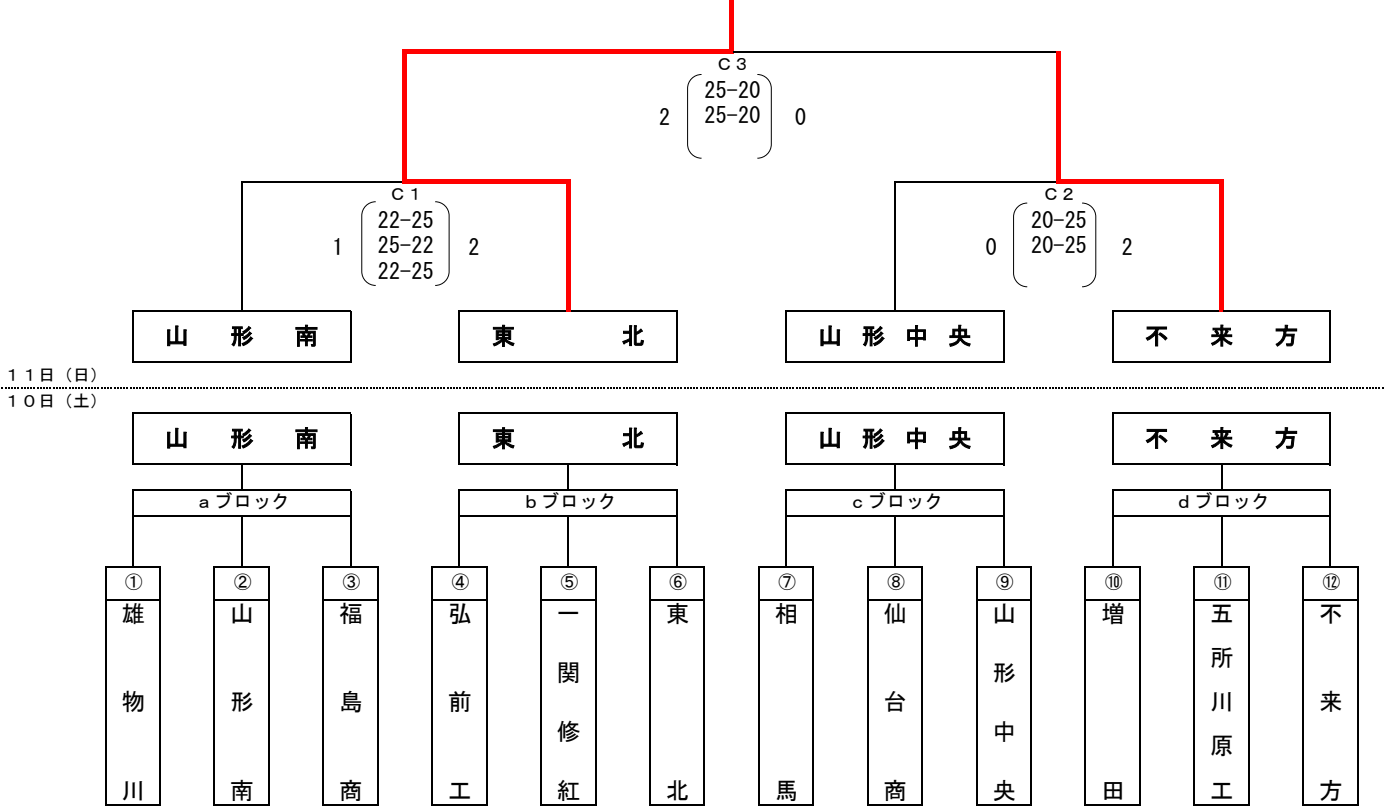 Ｃ３
25-20
2 25-20 0
Ｃ１ Ｃ２
22-25 20-25
1 25-22 2 0 20-25 2
22-25
山形南 東北 山形中央 不来方
１１日（日）
１０日（土）
山形南 東北 山形中央 不来方
ａブロック ｂブロック ｃブロック ｄブロック
① ② ③ ④ ⑤ ⑥ ⑦ ⑧ ⑨ ⑩ ⑪ ⑫
雄物川
山形南
福島商
弘前工
一関修紅
東北
相馬
仙台商
山形中央
増田
五所川原工
不来方